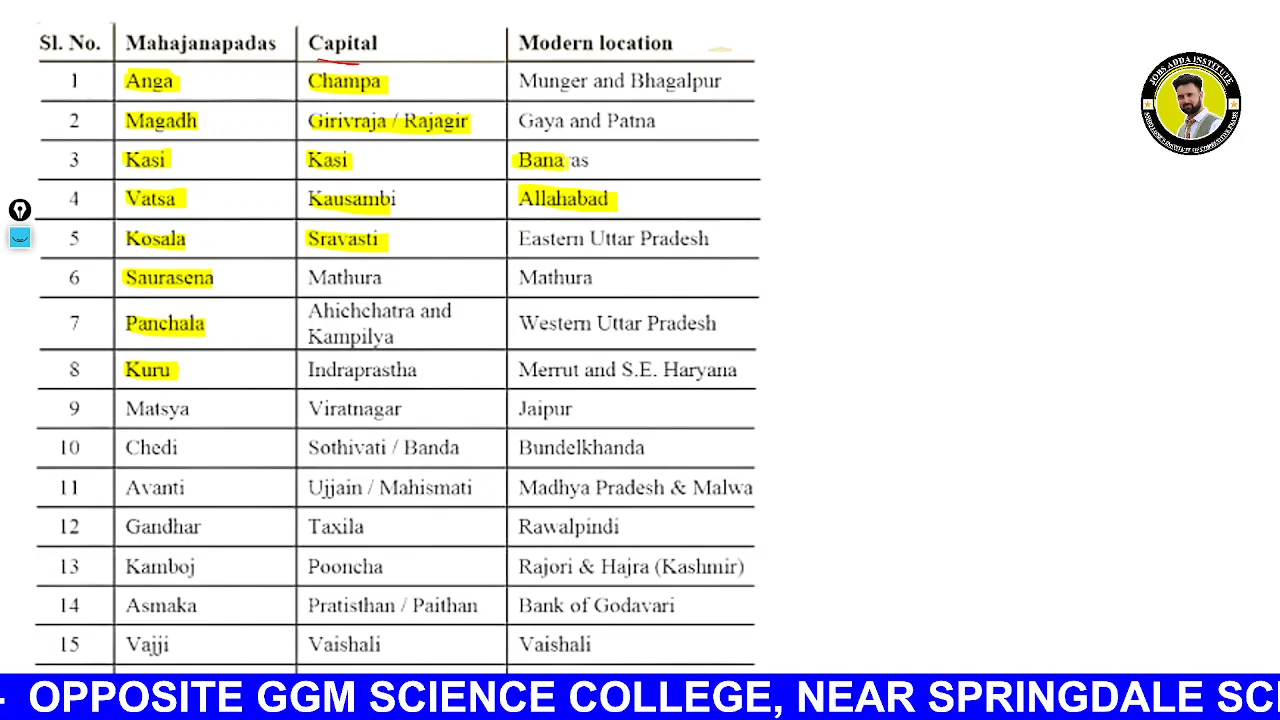 Sl. No. Mahajanapadas Capital Modern location
1 Anga Champa Munger and Bhagalpur
2 Magadh Girivraja / Rajagir Gaya and Patna
3 Kasi Kasi Banaras
4 Vatsa Kausambi Allahabad
5 Kosala Sravasti Eastern Uttar Pradesh
6 Saurasena Mathura Mathura
7 Panchala Ahichchatra and Kampilya Western Uttar Pradesh
8 Kuru Indraprastha Merrut and S.E. Haryana
9 Matsya Viratnagar Jaipur
10 Chedi Sothivati / Banda Bundelkhanda
11 Avanti Ujjain / Mahismati Madhya Pradesh & Malwa
12 Gandhar Taxila Rawalpindi
13 Kamboj Pooncha Rajori & Hajra (Kashmir)
14 Asmaka Pratisthan / Paithan Bank of Godavari
15 Vajji Vaishali Vaishali
JOBS ADDA INSTITUTE
- OPPOSITE GGM SCIENCE COLLEGE, NEAR SPRINGDALE SC